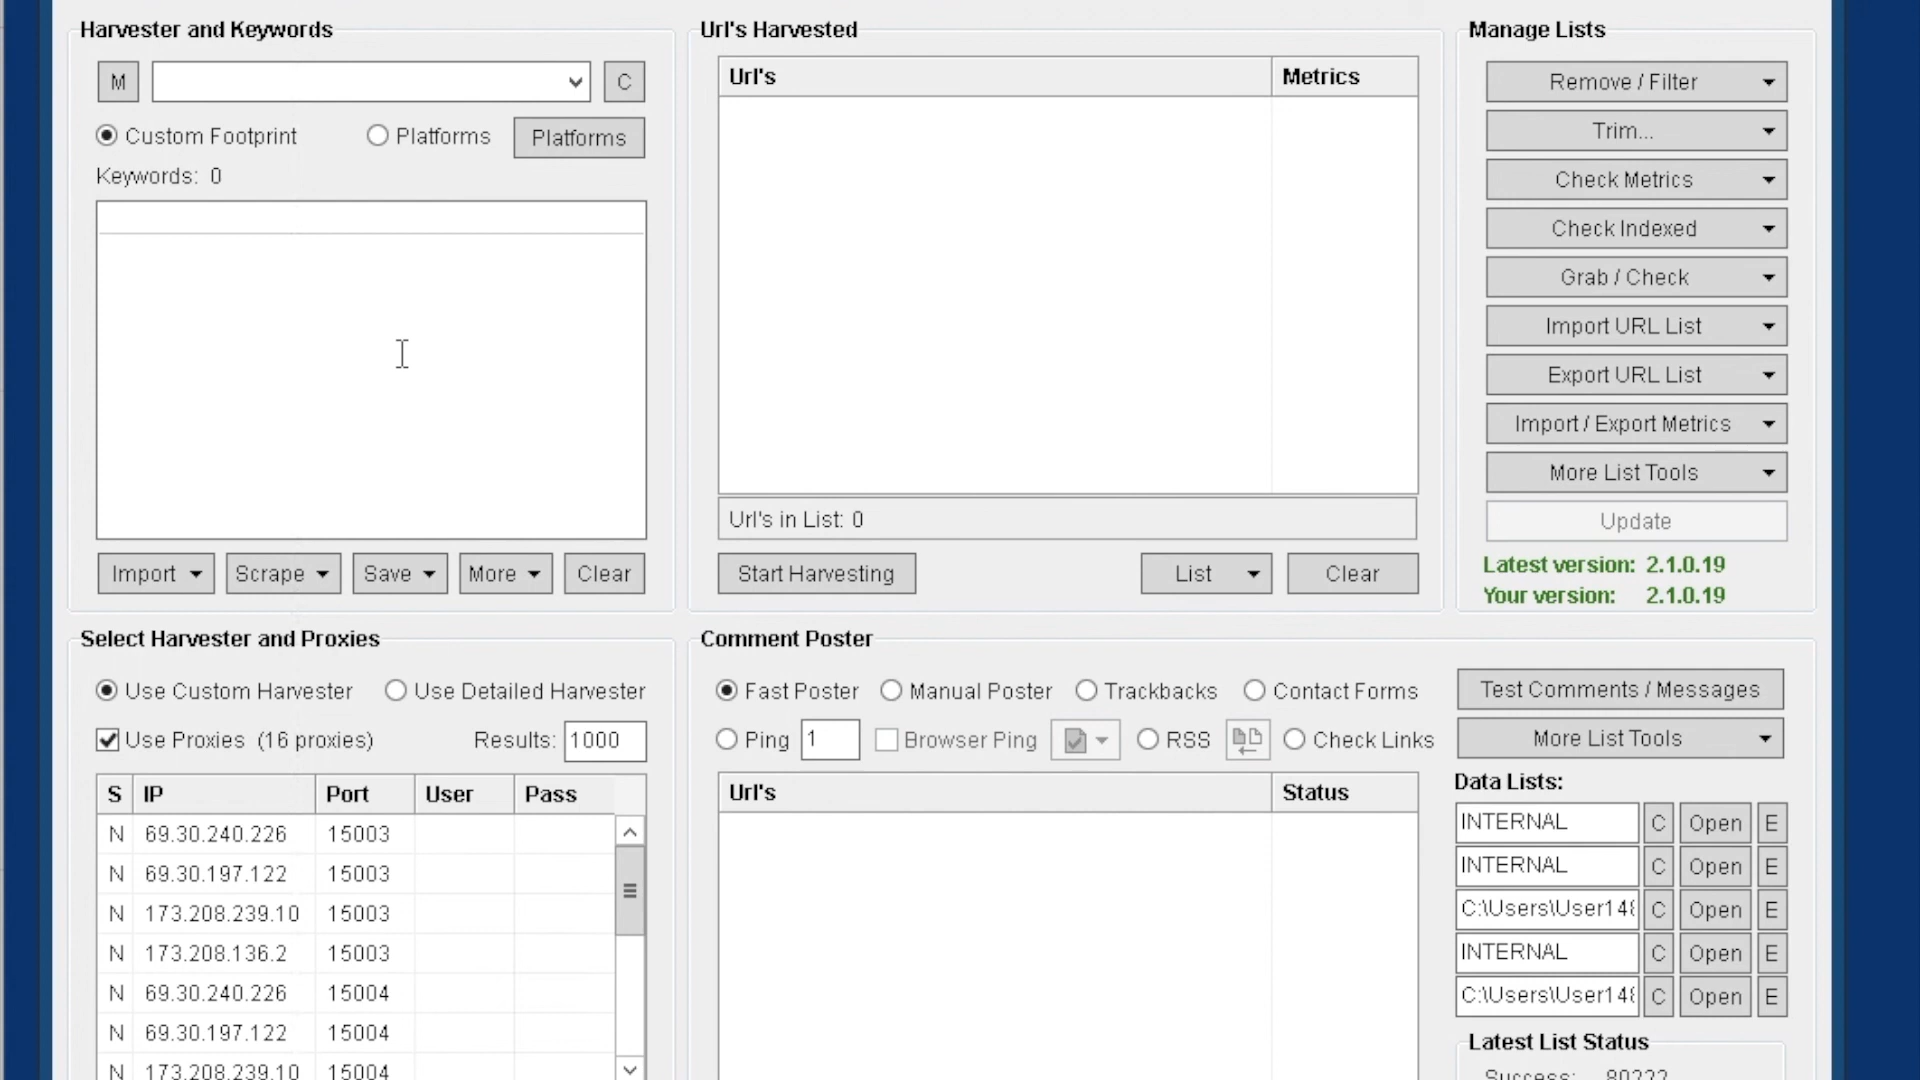 Harvester and Keywords
M
C
Custom Footprint
Platforms
Platforms
Keywords: 0
Import
Scrape
Save
More
Clear
Url's Harvested
Url's
Metrics
Url's in List: 0
Start Harvesting
List
Clear
Manage Lists
Remove / Filter
Trim...
Check Metrics
Check Indexed
Grab / Check
Import URL List
Export URL List
Import / Export Metrics
More List Tools
Update
Latest version: 2.1.0.19
Your version: 2.1.0.19
Select Harvester and Proxies
Use Custom Harvester
Use Detailed Harvester
Use Proxies (16 proxies)
Results: 1000
S IP Port User Pass
N 69.30.240.226 15003
N 69.30.197.122 15003
N 173.208.239.10 15003
N 173.208.136.2 15003
N 69.30.240.226 15004
N 69.30.197.122 15004
N 173.208.239.10 15004
Comment Poster
Fast Poster
Manual Poster
Trackbacks
Contact Forms
Ping 1
Browser Ping
RSS
Check Links
Url's
Status
Test Comments / Messages
More List Tools
Data Lists:
INTERNAL C Open E
INTERNAL C Open E
C:\Users\User148 C Open E
INTERNAL C Open E
C:\Users\User148 C Open E
Latest List Status
Success: